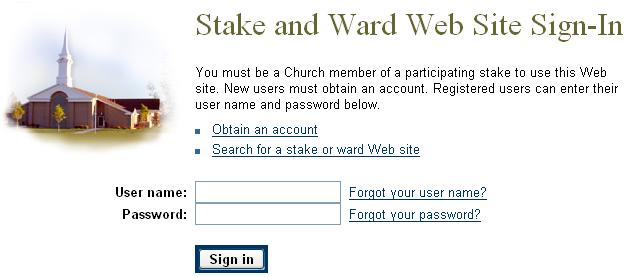 Stake and Ward Web Site Sign-In
You must be a Church member of a participating stake to use this Web
site. New users must obtain an account. Registered users can enter their
user name and password below.
Obtain an account
Search for a stake or ward Web site
User name: Forgot your user name?
Password: Forgot your password?
Sign in